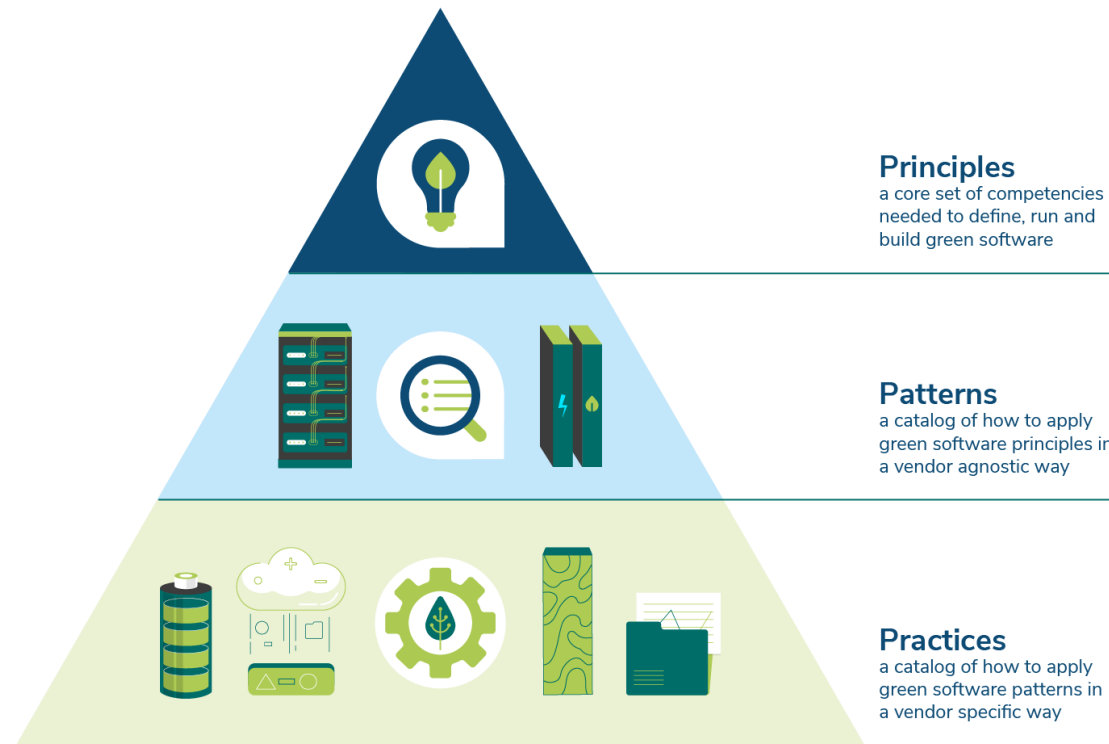 Principles
a core set of competencies
needed to define, run and
build green software
Patterns
a catalog of how to apply
green software principles in
a vendor agnostic way
Practices
a catalog of how to apply
green software patterns in
a vendor specific way